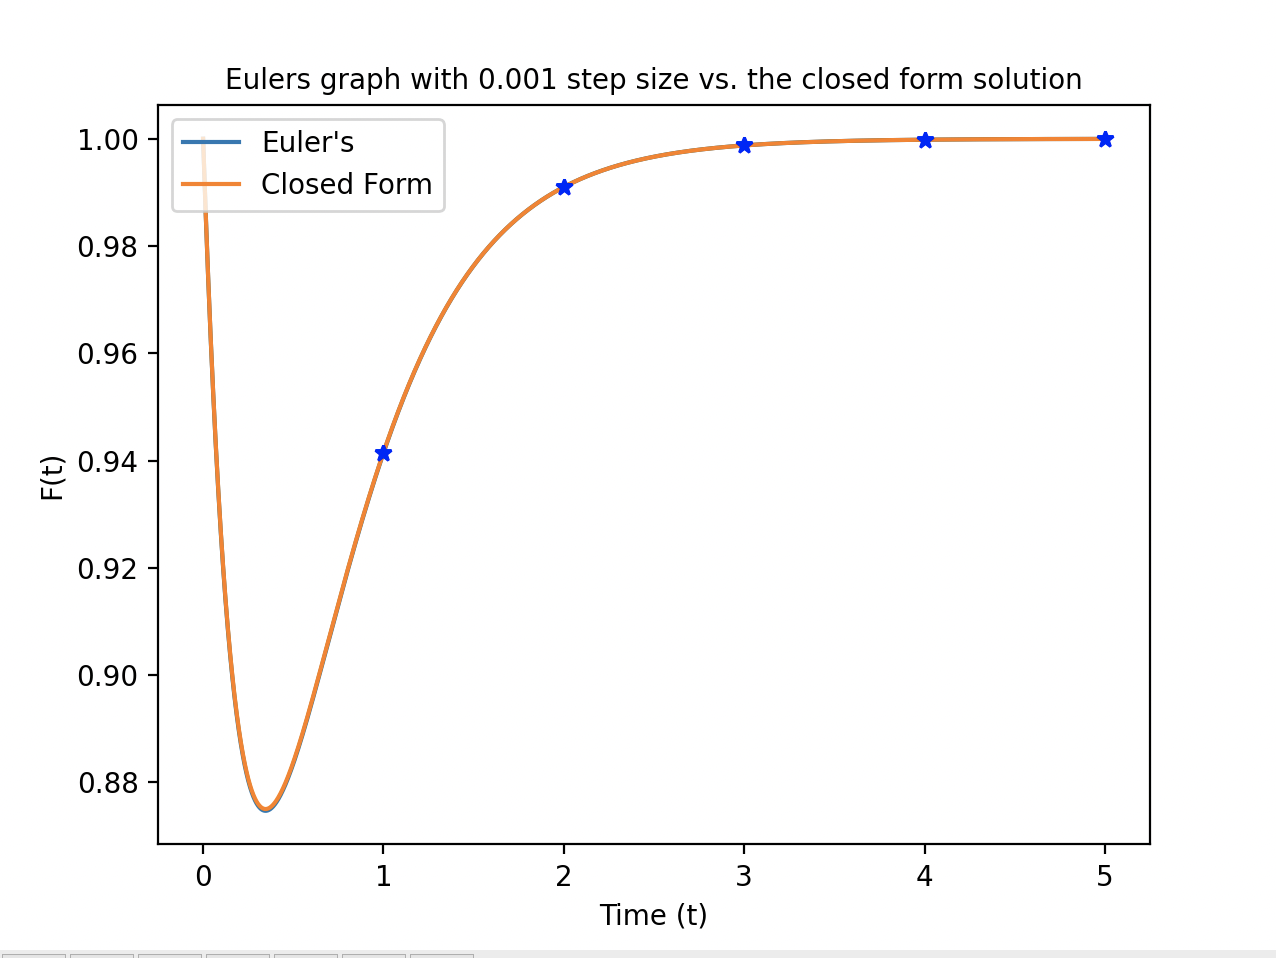 Eulers graph with 0.001 step size vs. the closed form solution
Euler's
Closed Form
1.00
0.98
0.96
0.94
0.92
0.90
0.88
F(t)
0 1 2 3 4 5
Time (t)